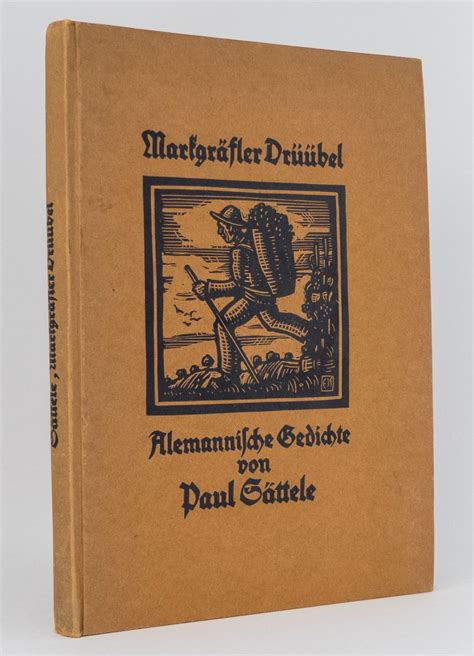 Markgräfler Drüübel
Alemannische Gedichte
von
Paul Sättele
Sättele, Markgräfler Drüübel